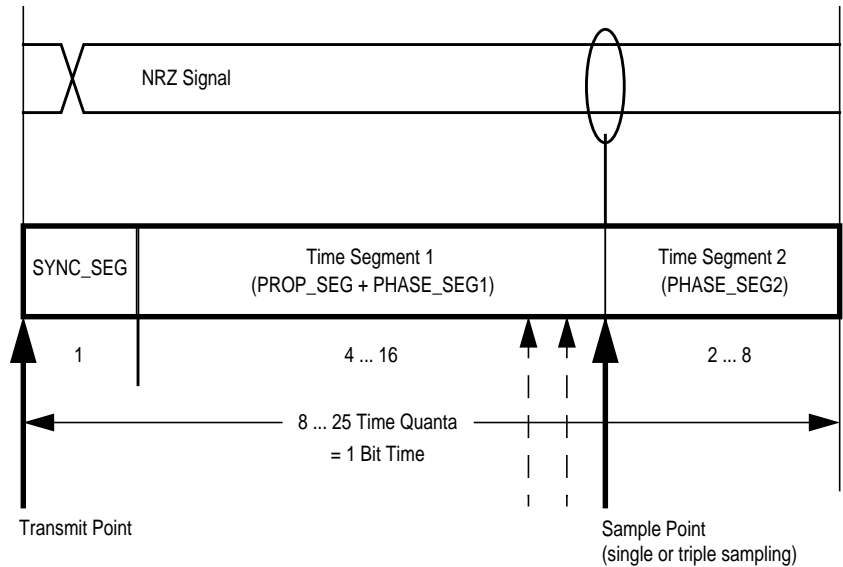 NRZ Signal
SYNC_SEG
Time Segment 1
(PROP_SEG + PHASE_SEG1)
Time Segment 2
(PHASE_SEG2)
1
4 ... 16
2 ... 8
8 ... 25 Time Quanta
= 1 Bit Time
Transmit Point
Sample Point
(single or triple sampling)